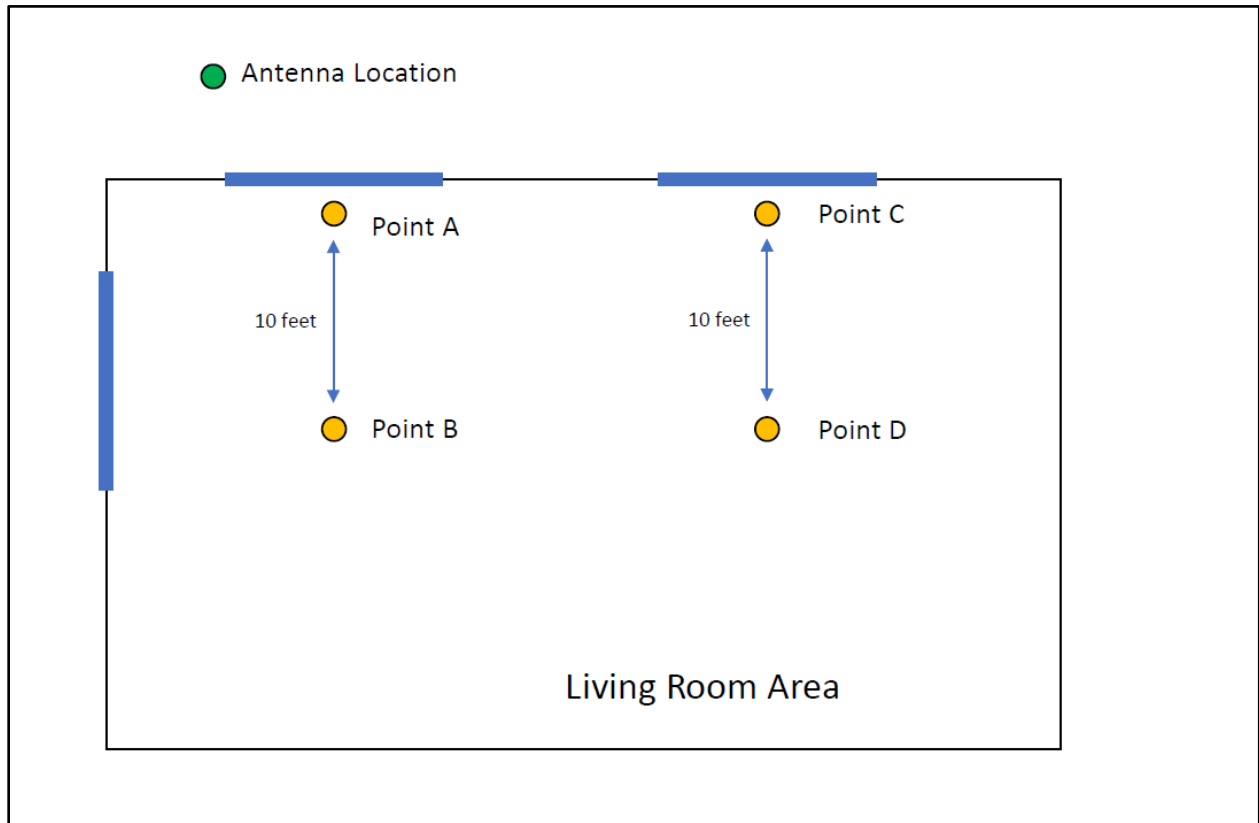 Antenna Location
Point A
Point C
10 feet
10 feet
Point B
Point D
Living Room Area